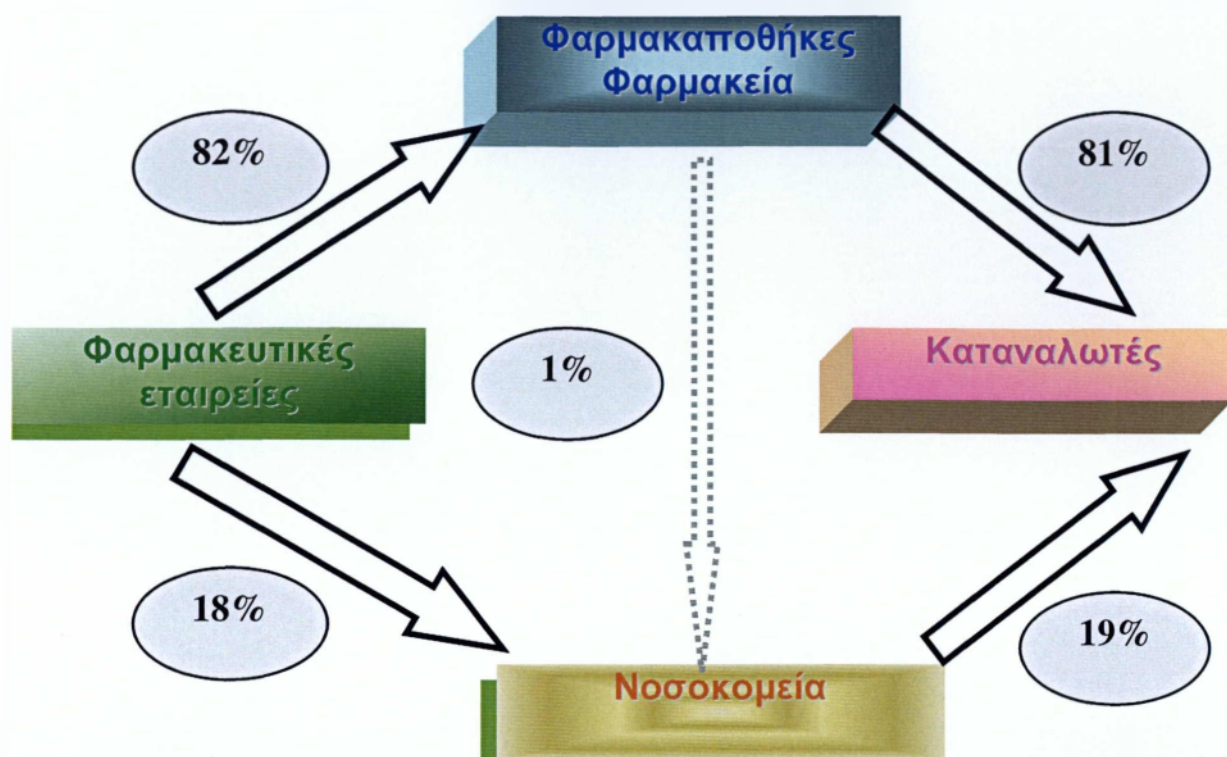 Φαρμακαποθήκες
Φαρμακεία
82%
81%
Φαρμακευτικές
εταιρείες
1%
Καταναλωτές
18%
19%
Νοσοκομεία